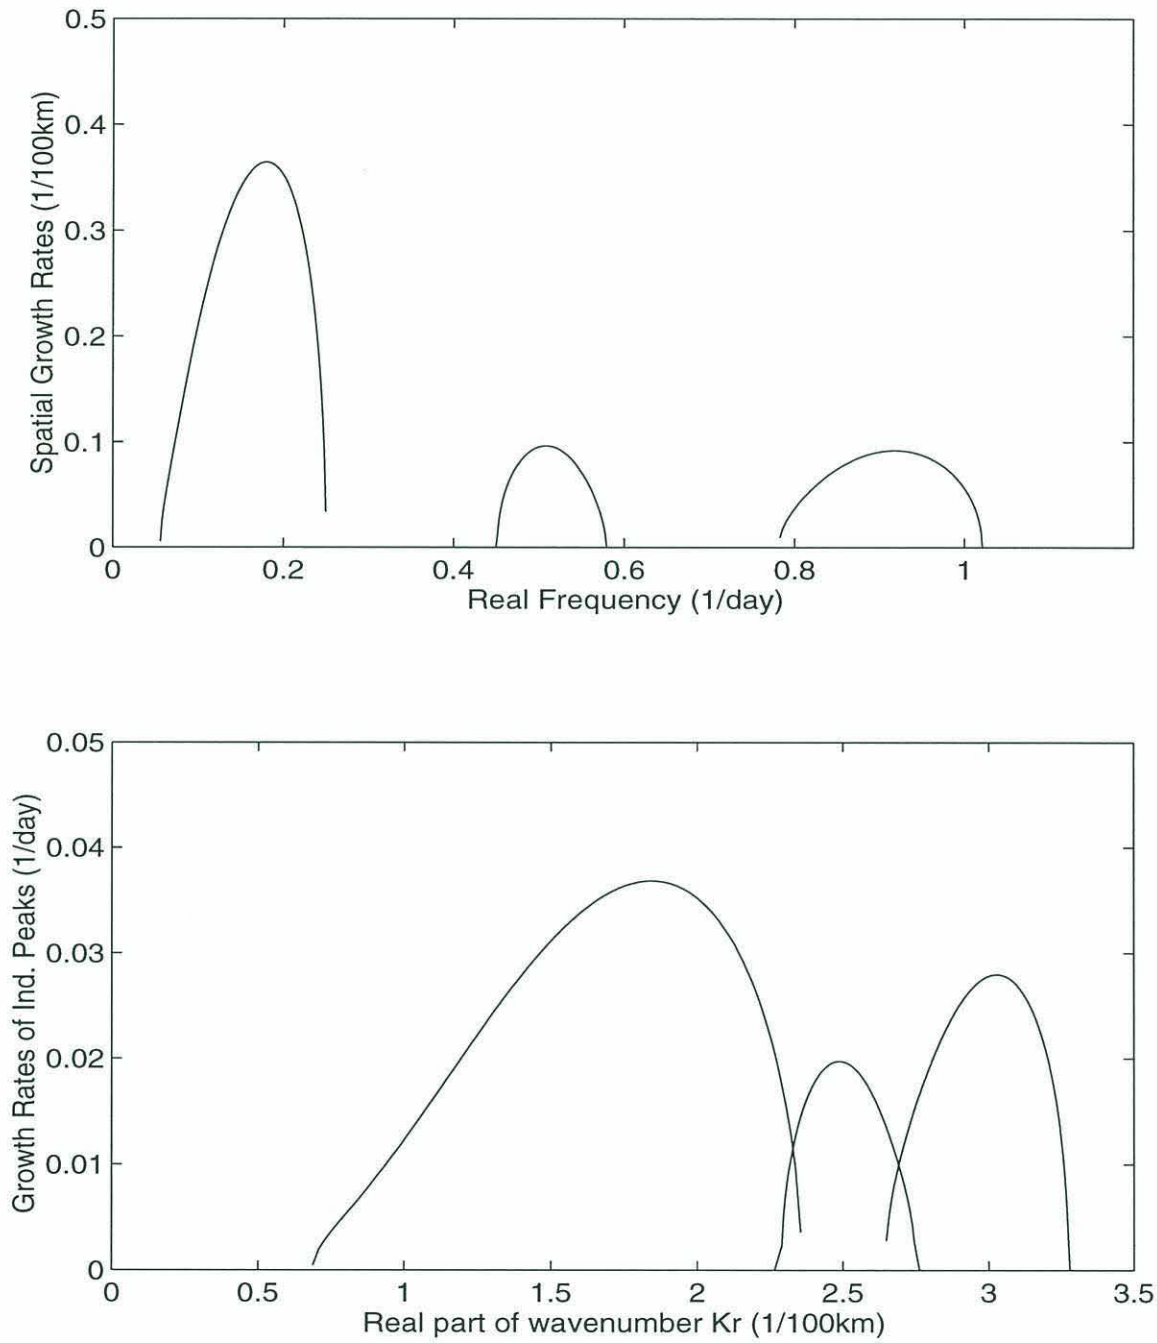 Spatial Growth Rates (1/100km)
0.5
0.4
0.3
0.2
0.1
0
0 0.2 0.4 0.6 0.8 1
Real Frequency (1/day)
Growth Rates of Ind. Peaks (1/day)
0.05
0.04
0.03
0.02
0.01
0
0 0.5 1 1.5 2 2.5 3 3.5
Real part of wavenumber Kr (1/100km)